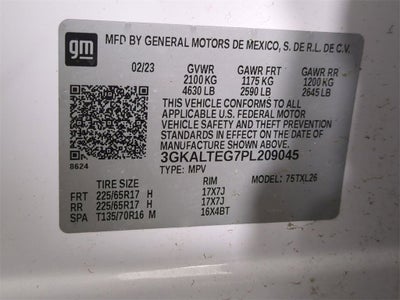 gm
MFD BY GENERAL MOTORS DE MEXICO, S. DE R.L. DE C.V.
02/23 GVWR GAWR FRT GAWR RR
2100 KG 1175 KG 1200 KG
4630 LB 2590 LB 2645 LB
THIS VEHICLE CONFORMS TO ALL
APPLICABLE U.S. FEDERAL MOTOR
VEHICLE SAFETY STANDARDS IN
EFFECT ON THE DATE OF
MANUFACTURE SHOWN ABOVE.
8624 3GKALTEG7PL209045
TYPE: MPV MODEL: 75TXL26
TIRE SIZE RIM
FRT 225/65R17 H 17X7J
RR 225/65R17 H 17X7J
SPA T135/70R16 M 16X4BT